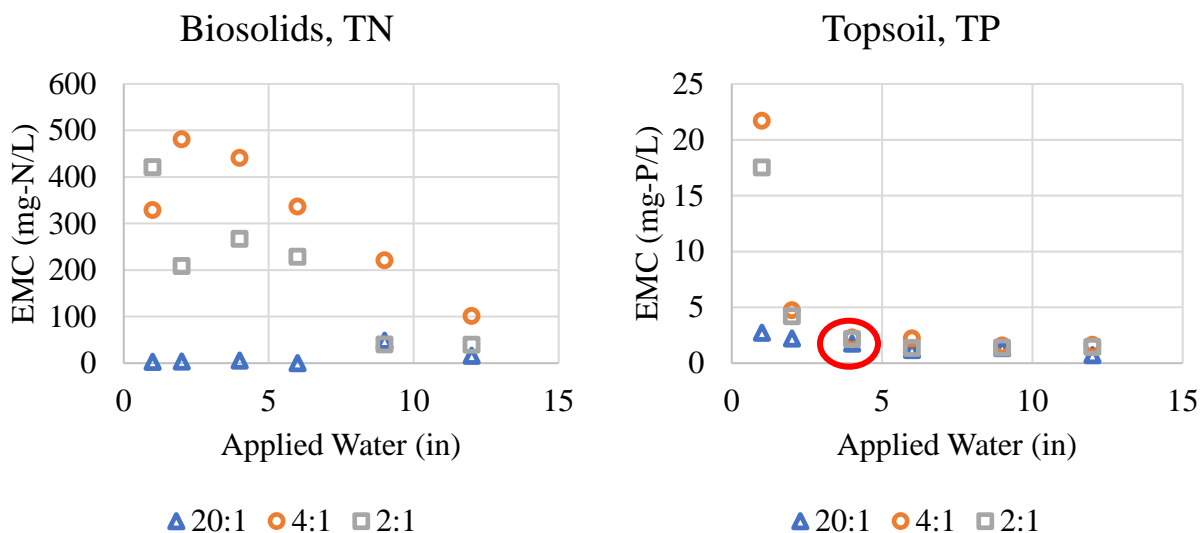 Biosolids, TN
600
500
400
300
200
100
0
EMC (mg-N/L)
0 5 10 15
Applied Water (in)
20:1 4:1 2:1
Topsoil, TP
25
20
15
10
5
0
EMC (mg-P/L)
0 5 10 15
Applied Water (in)
20:1 4:1 2:1